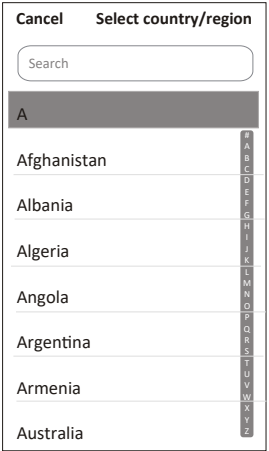 Cancel Select country/region
Search
A
Afghanistan
Albania
Algeria
Angola
Argentina
Armenia
Australia
#
A
B
C
D
E
F
G
H
I
J
K
L
M
N
O
P
Q
R
S
T
U
V
W
X
Y
Z